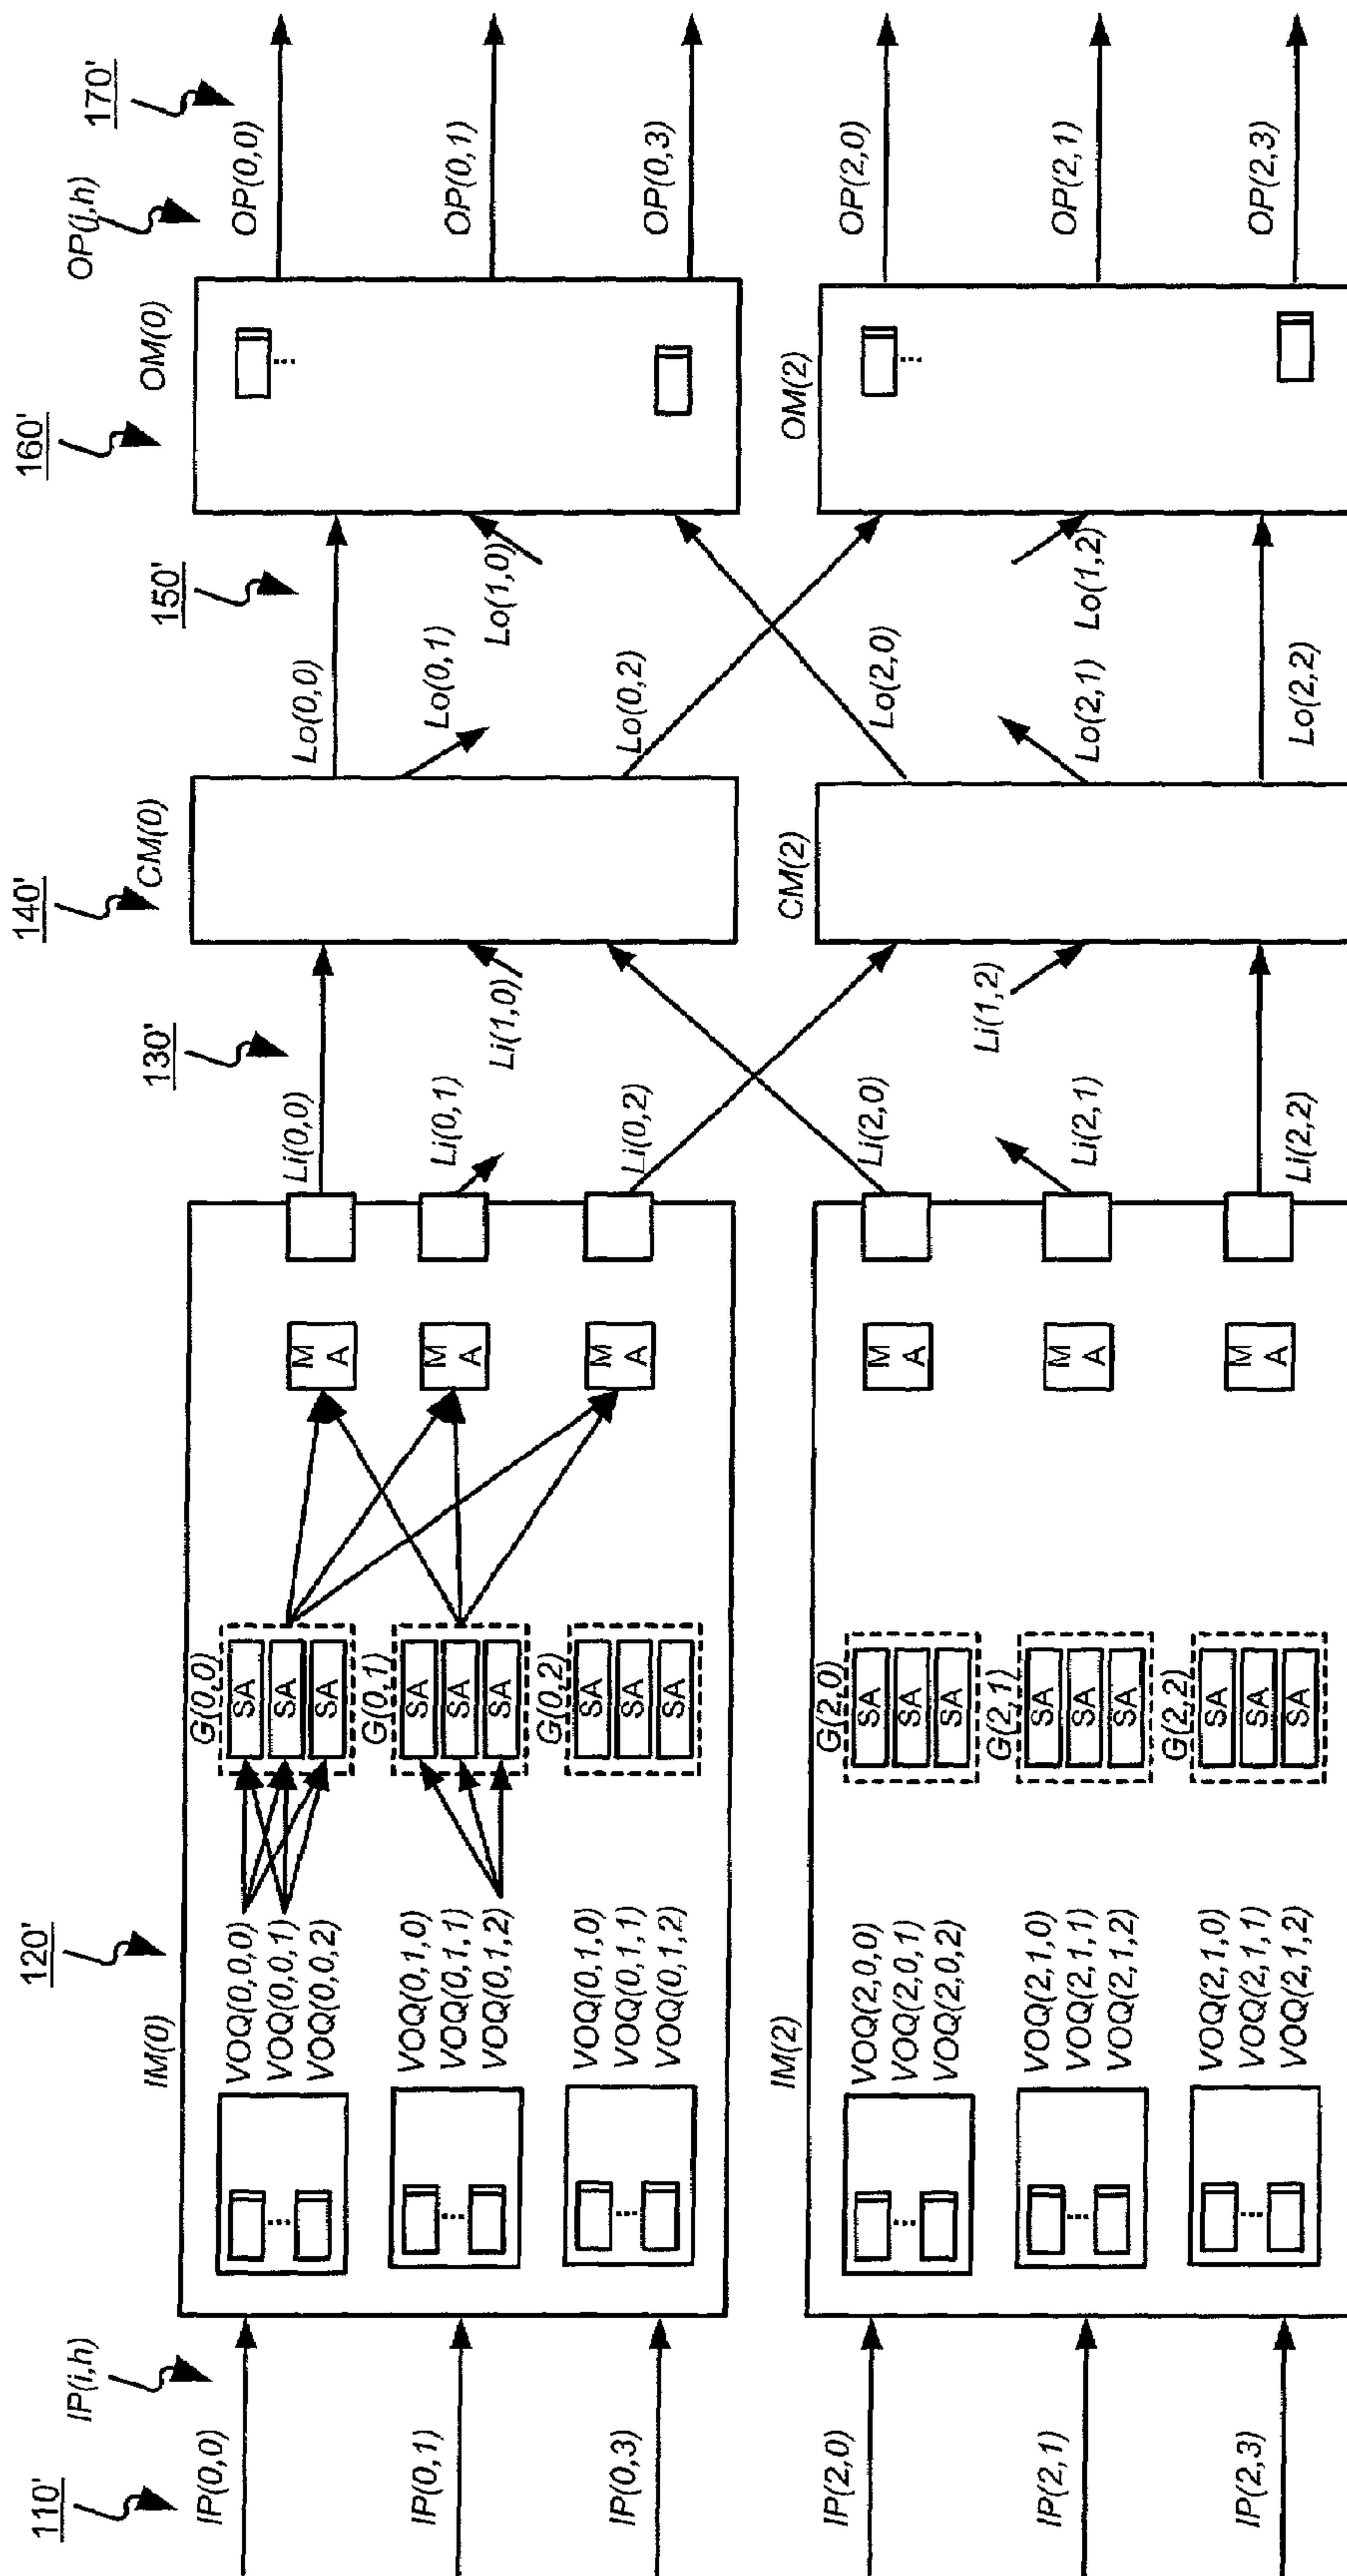 110'
IP(i,h)
IP(0,0)
IP(0,1)
IP(0,3)
IP(2,0)
IP(2,1)
IP(2,3)
120'
IM(0)
VOQ(0,0,0)
VOQ(0,0,1)
VOQ(0,0,2)
VOQ(0,1,0)
VOQ(0,1,1)
VOQ(0,1,2)
VOQ(0,1,0)
VOQ(0,1,1)
VOQ(0,1,2)
G(0,0)
SA
SA
SA
G(0,1)
SA
SA
SA
G(0,2)
SA
SA
SA
M
A
M
A
M
A
IM(2)
VOQ(2,0,0)
VOQ(2,0,1)
VOQ(2,0,2)
VOQ(2,1,0)
VOQ(2,1,1)
VOQ(2,1,2)
VOQ(2,1,0)
VOQ(2,1,1)
VOQ(2,1,2)
G(2,0)
SA
SA
SA
G(2,1)
SA
SA
SA
G(2,2)
SA
SA
SA
M
A
M
A
M
A
130'
Li(0,0)
Li(0,1)
Li(1,0)
Li(0,2)
Li(2,0)
Li(1,2)
Li(2,1)
Li(2,2)
140'
CM(0)
CM(2)
150'
Lo(0,0)
Lo(0,1)
Lo(1,0)
Lo(0,2)
Lo(2,0)
Lo(2,1)
Lo(1,2)
Lo(2,2)
160'
OM(0)
OM(2)
170'
OP(j,h)
OP(0,0)
OP(0,1)
OP(0,3)
OP(2,0)
OP(2,1)
OP(2,3)